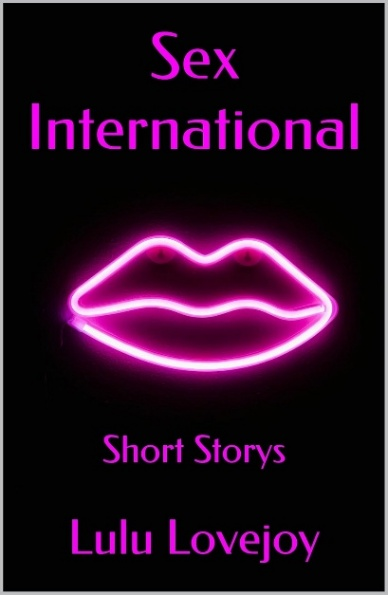 Sex
International
Short Storys
Lulu Lovejoy